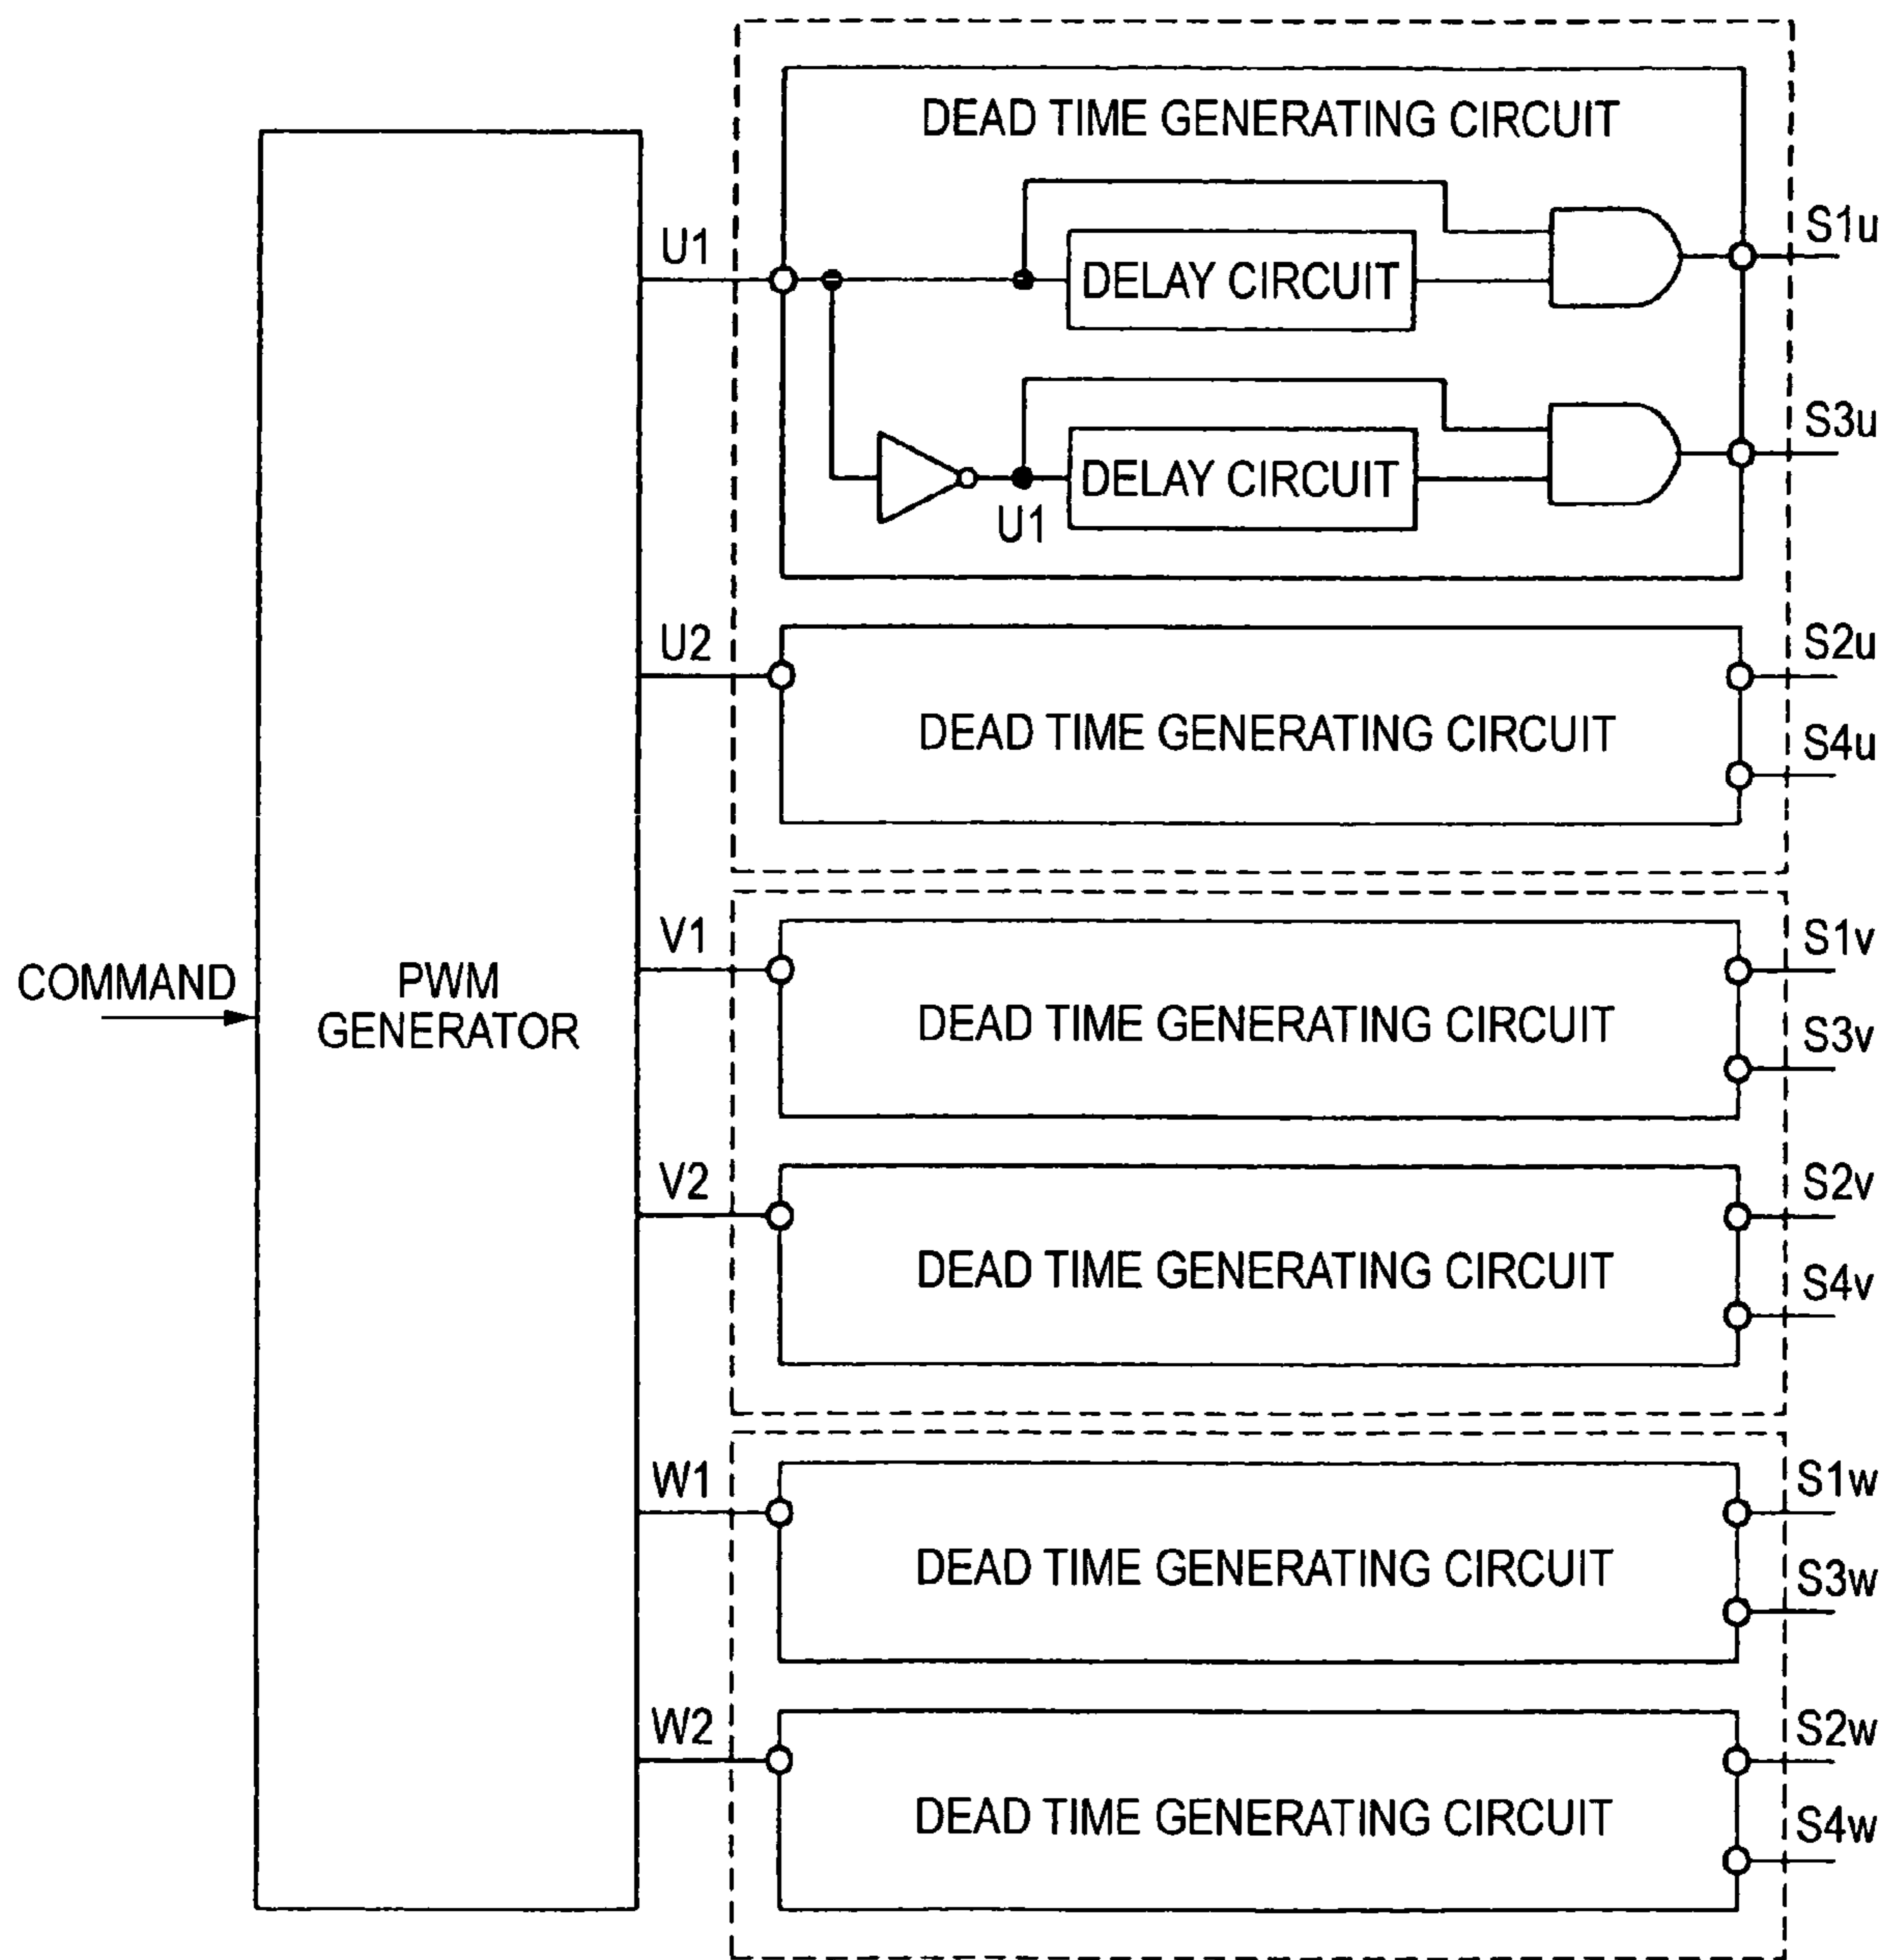 DEAD TIME GENERATING CIRCUIT
U1
DELAY CIRCUIT
S1u
DELAY CIRCUIT
S3u
U1
U2
DEAD TIME GENERATING CIRCUIT
S2u
S4u
COMMAND
PWM
GENERATOR
V1
DEAD TIME GENERATING CIRCUIT
S1v
S3v
V2
DEAD TIME GENERATING CIRCUIT
S2v
S4v
W1
DEAD TIME GENERATING CIRCUIT
S1w
S3w
W2
DEAD TIME GENERATING CIRCUIT
S2w
S4w